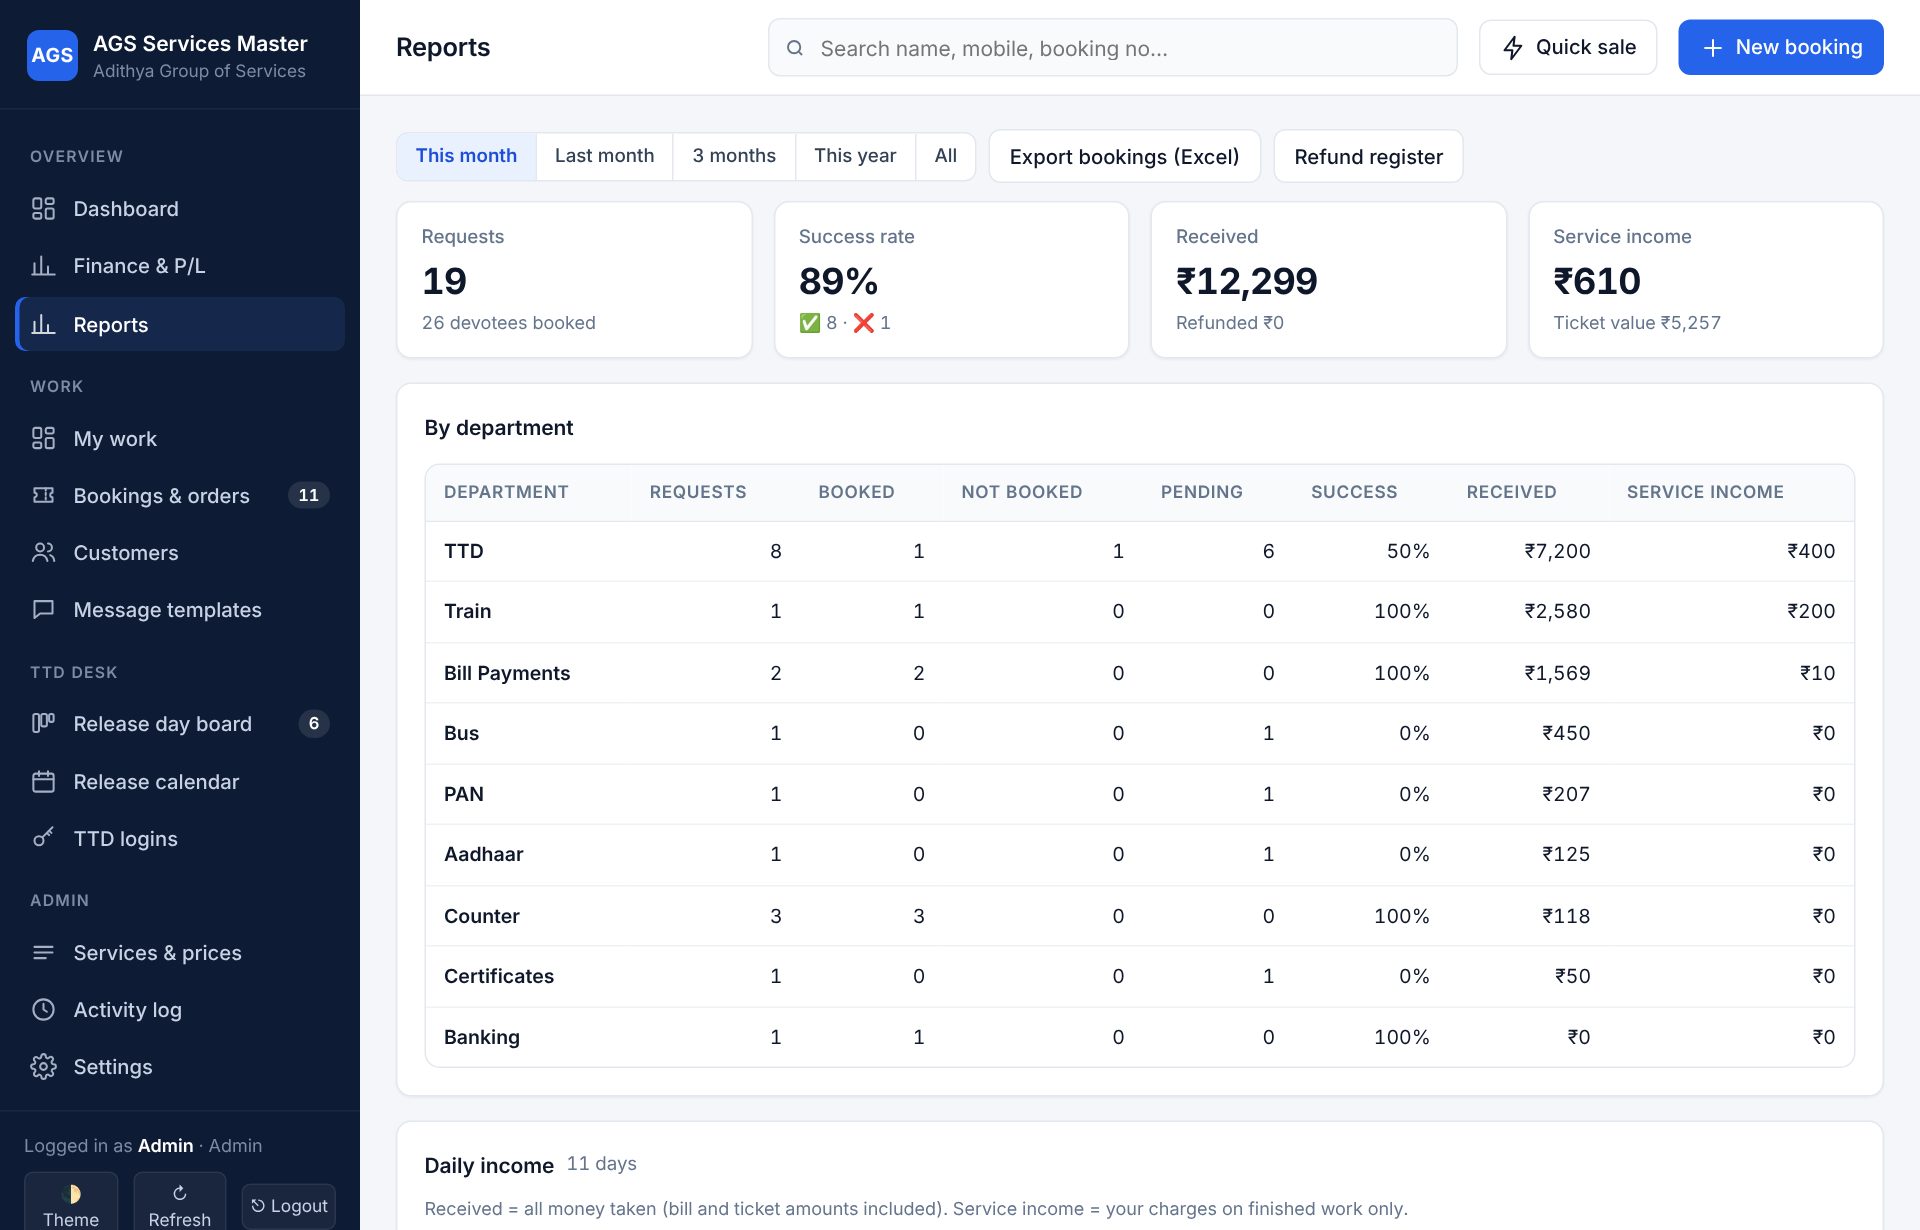 AGS
AGS Services Master
Adithya Group of Services
OVERVIEW
Dashboard
Finance & P/L
Reports
WORK
My work
Bookings & orders 11
Customers
Message templates
TTD DESK
Release day board 6
Release calendar
TTD logins
ADMIN
Services & prices
Activity log
Settings
Logged in as Admin · Admin
Theme
Refresh
Logout
Reports
Search name, mobile, booking no...
Quick sale
New booking
This month Last month 3 months This year All
Export bookings (Excel)
Refund register
Requests
19
26 devotees booked
Success rate
89%
✅ 8 · ❌ 1
Received
₹12,299
Refunded ₹0
Service income
₹610
Ticket value ₹5,257
By department
DEPARTMENT REQUESTS BOOKED NOT BOOKED PENDING SUCCESS RECEIVED SERVICE INCOME
TTD 8 1 1 6 50% ₹7,200 ₹400
Train 1 1 0 0 100% ₹2,580 ₹200
Bill Payments 2 2 0 0 100% ₹1,569 ₹10
Bus 1 0 0 1 0% ₹450 ₹0
PAN 1 0 0 1 0% ₹207 ₹0
Aadhaar 1 0 0 1 0% ₹125 ₹0
Counter 3 3 0 0 100% ₹118 ₹0
Certificates 1 0 0 1 0% ₹50 ₹0
Banking 1 1 0 0 100% ₹0 ₹0
Daily income 11 days
Received = all money taken (bill and ticket amounts included). Service income = your charges on finished work only.